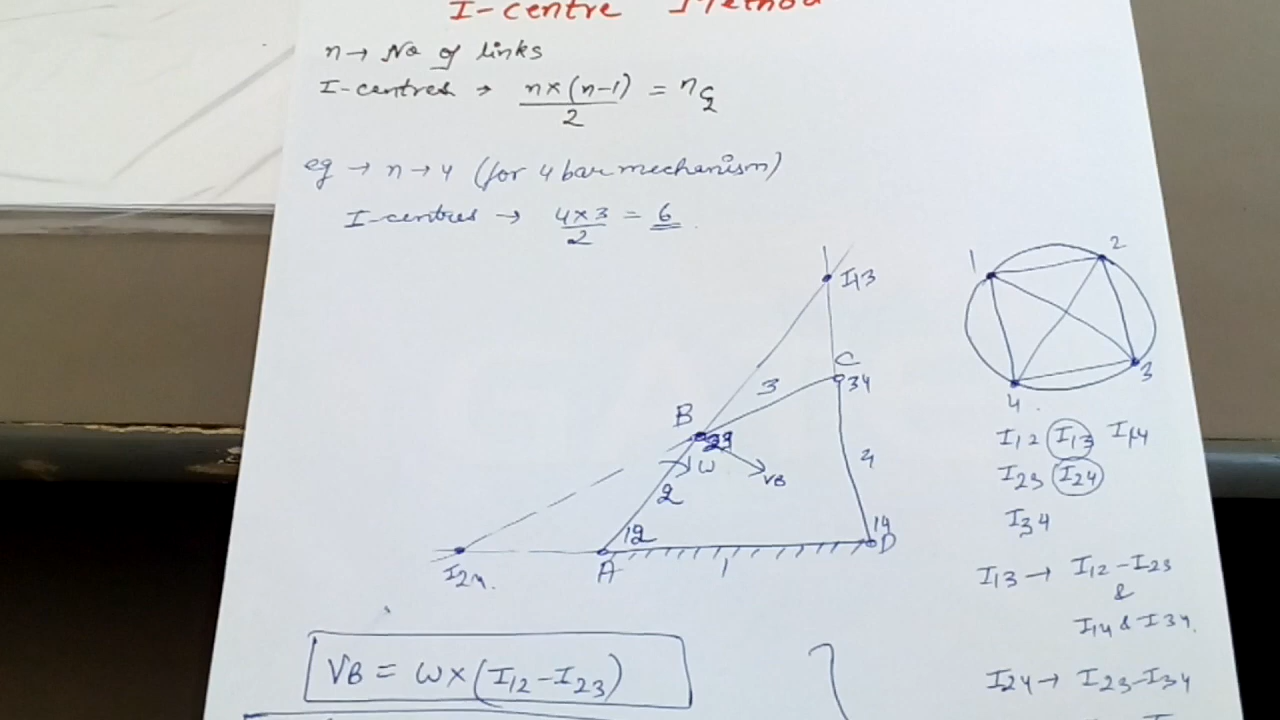 I-centre Method
n → No of links
I-centres → n×(n-1)/2 = nC2
eg → n → 4 (for 4 bar mechanism)
I-centres → 4×3/2 = 6
I13
C
34
3
B
23
ω
VB
2
4
12
14
A
D
1
I24
1
2
3
4
I12 I13 I14
I23 I24
I34
I13 → I12-I23
&
I14 & I34
I24 → I23-I34
VB = ω×(I12-I23)